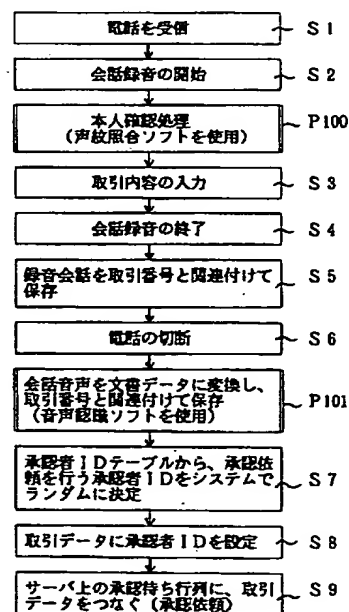 電話を受信 S1
会話録音の開始 S2
本人確認処理 P100
(声紋照合ソフトを使用)
取引内容の入力 S3
会話録音の終了 S4
録音会話を取引番号と関連付けて S5
保存
電話の切断 S6
会話音声を文書データに変換し、
取引番号と関連付けて保存 P101
(音声認識ソフトを使用)
承認者IDテーブルから、承認依
頼を行う承認者IDをシステムで S7
ランダムに決定
取引データに承認者IDを設定 S8
サーバ上の承認待ち行列に、取引 S9
データをつなぐ(承認依頼)